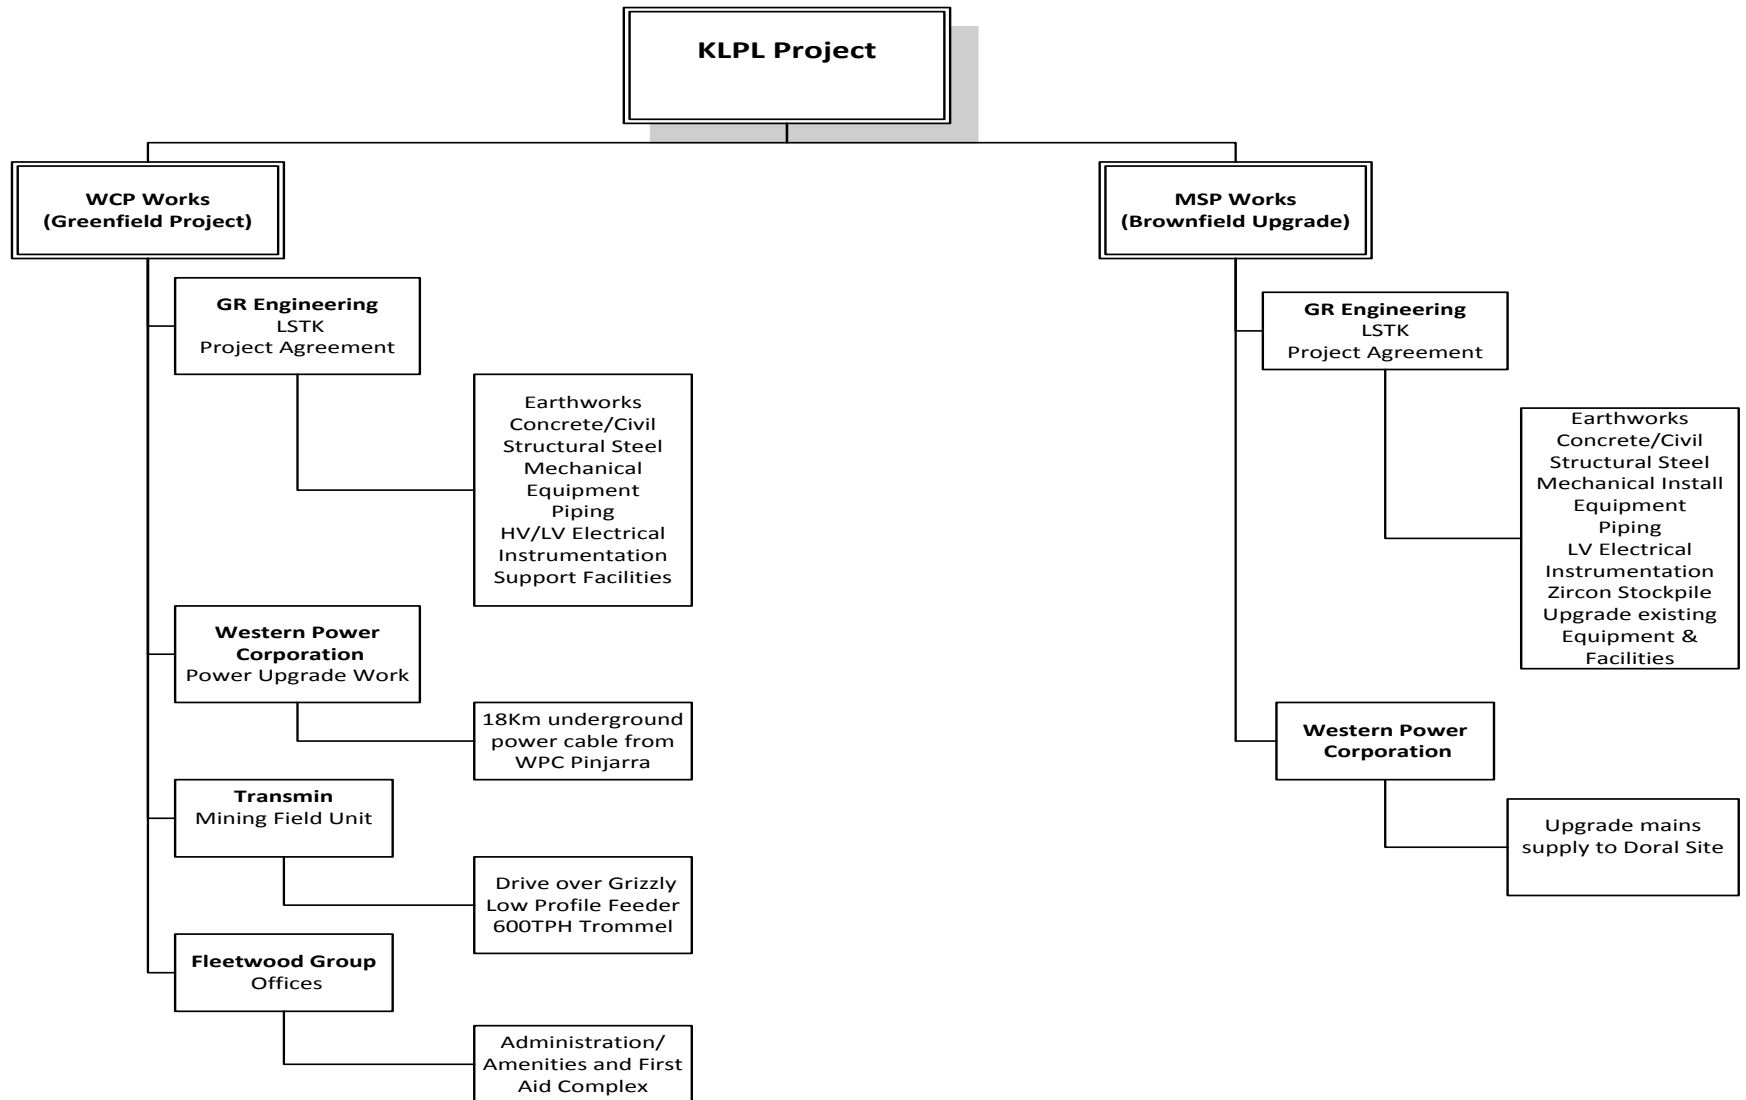 KLPL Project
WCP Works
(Greenfield Project)
GR Engineering
LSTK
Project Agreement
Earthworks
Concrete/Civil
Structural Steel
Mechanical
Equipment
Piping
HV/LV Electrical
Instrumentation
Support Facilities
Western Power
Corporation
Power Upgrade Work
18Km underground
power cable from
WPC Pinjarra
Transmin
Mining Field Unit
Drive over Grizzly
Low Profile Feeder
600TPH Trommel
Fleetwood Group
Offices
Administration/
Amenities and First
Aid Complex
MSP Works
(Brownfield Upgrade)
GR Engineering
LSTK
Project Agreement
Earthworks
Concrete/Civil
Structural Steel
Mechanical Install
Equipment
Piping
LV Electrical
Instrumentation
Zircon Stockpile
Upgrade existing
Equipment &
Facilities
Western Power
Corporation
Upgrade mains
supply to Doral Site